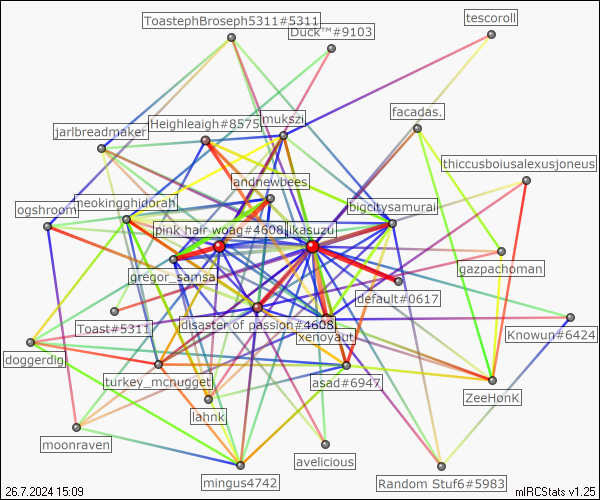 ToastephBroseph5311#5311
tescoroll
Duck™#9103
facadas.
mukszi
Heighleaigh#8575
jarlbreadmaker
thiccusboiusalexusjoneus
andnewbees
neokingghidorah
bigcitysamurai
ogshroom
pink hair woag#4608
ikasuzu
gazpachoman
gregor_samsa
default#0617
Toast#5311
disaster of passion#4608
xenoyaut
Knowun#6424
doggerdig
turkey_mcnugget
asad#6947
ZeeHonK
lahnk
moonraven
avelicious
mingus4742
Random Stuf6#5983
26.7.2024 15:09
mIRCStats v1.25